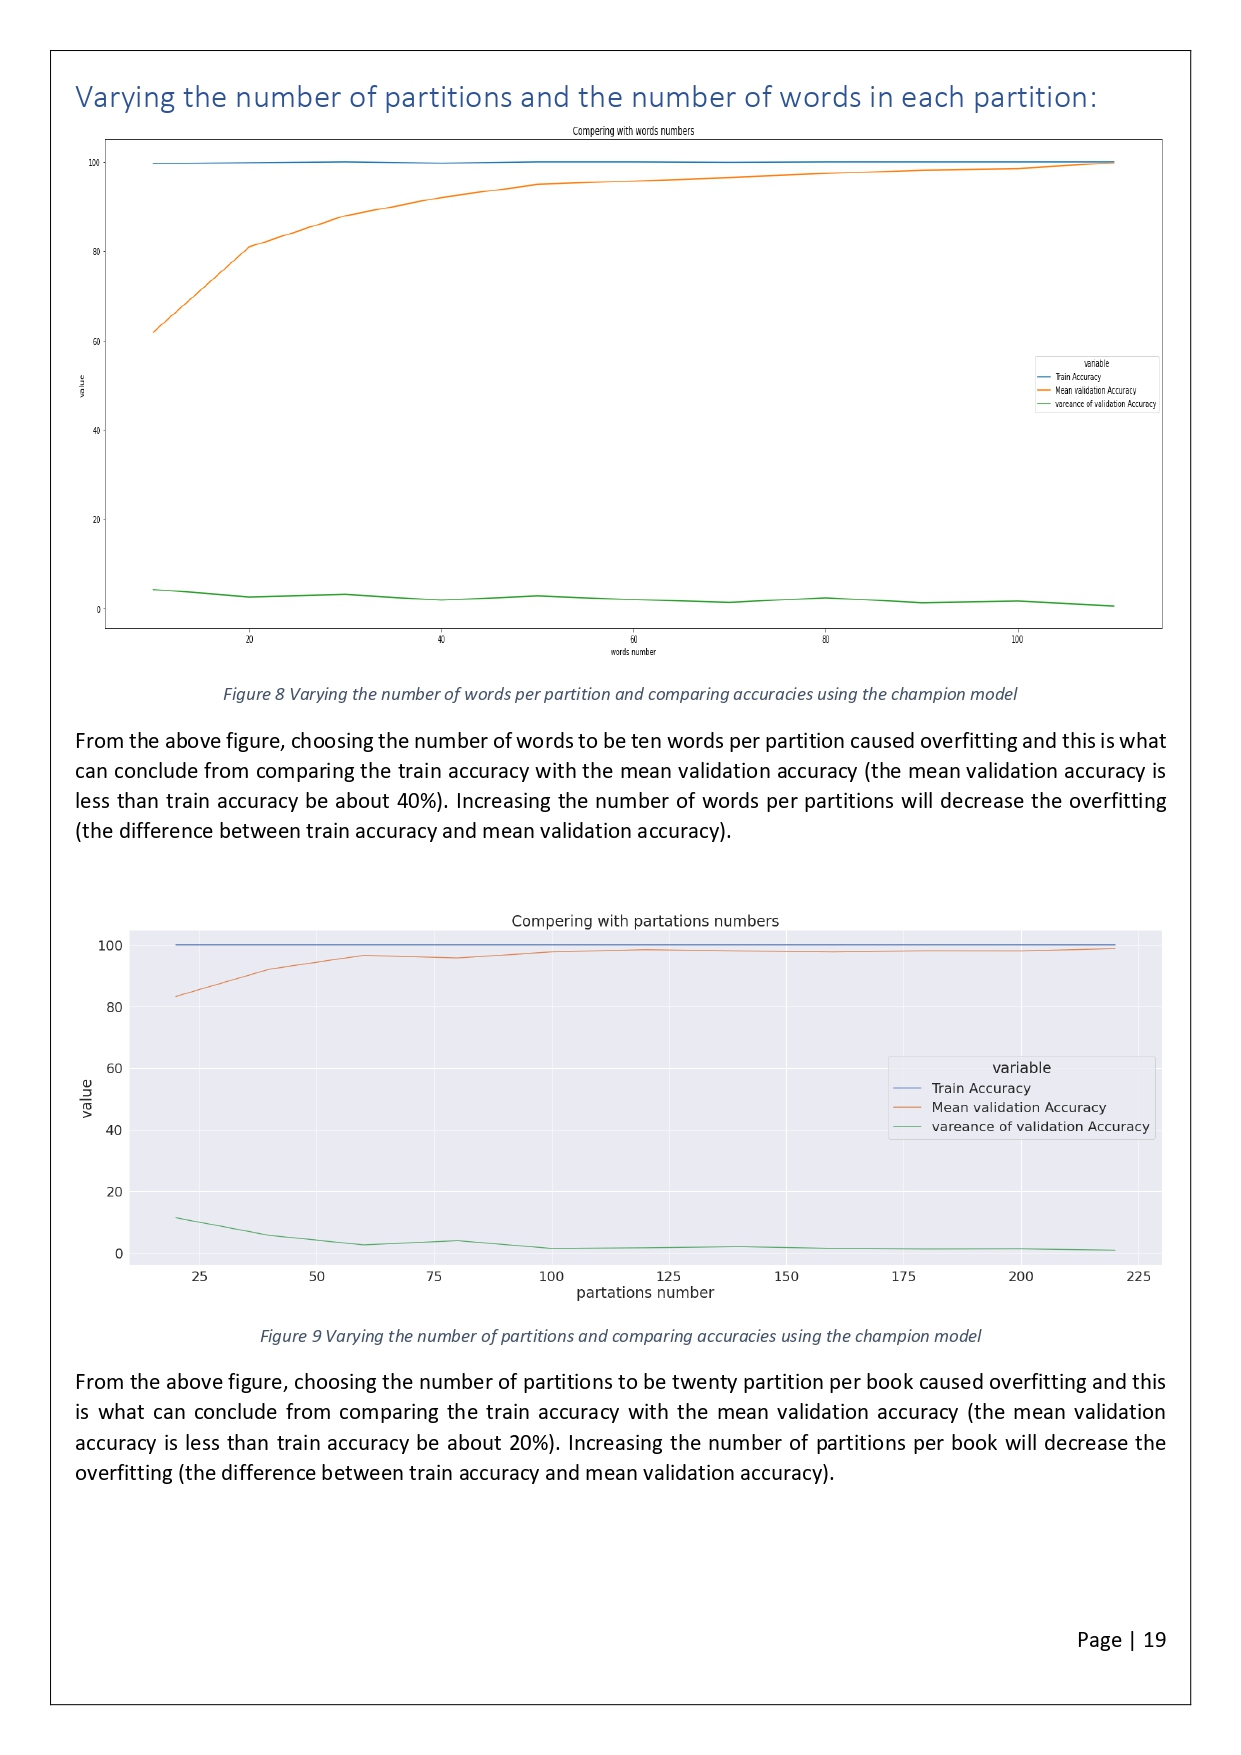 Varying the number of partitions and the number of words in each partition:
Compering with words numbers
100
80
60
40
20
0
value
variable
Train Accuracy
Mean validation Accuracy
vareance of validation Accuracy
20
40
60
80
100
words number
Figure 8 Varying the number of words per partition and comparing accuracies using the champion model
From the above figure, choosing the number of words to be ten words per partition caused overfitting and this is what
can conclude from comparing the train accuracy with the mean validation accuracy (the mean validation accuracy is
less than train accuracy be about 40%). Increasing the number of words per partitions will decrease the overfitting
(the difference between train accuracy and mean validation accuracy).
Compering with partations numbers
100
80
60
40
20
0
value
variable
Train Accuracy
Mean validation Accuracy
vareance of validation Accuracy
25
50
75
100
125
150
175
200
225
partations number
Figure 9 Varying the number of partitions and comparing accuracies using the champion model
From the above figure, choosing the number of partitions to be twenty partition per book caused overfitting and this
is what can conclude from comparing the train accuracy with the mean validation accuracy (the mean validation
accuracy is less than train accuracy be about 20%). Increasing the number of partitions per book will decrease the
overfitting (the difference between train accuracy and mean validation accuracy).
Page | 19